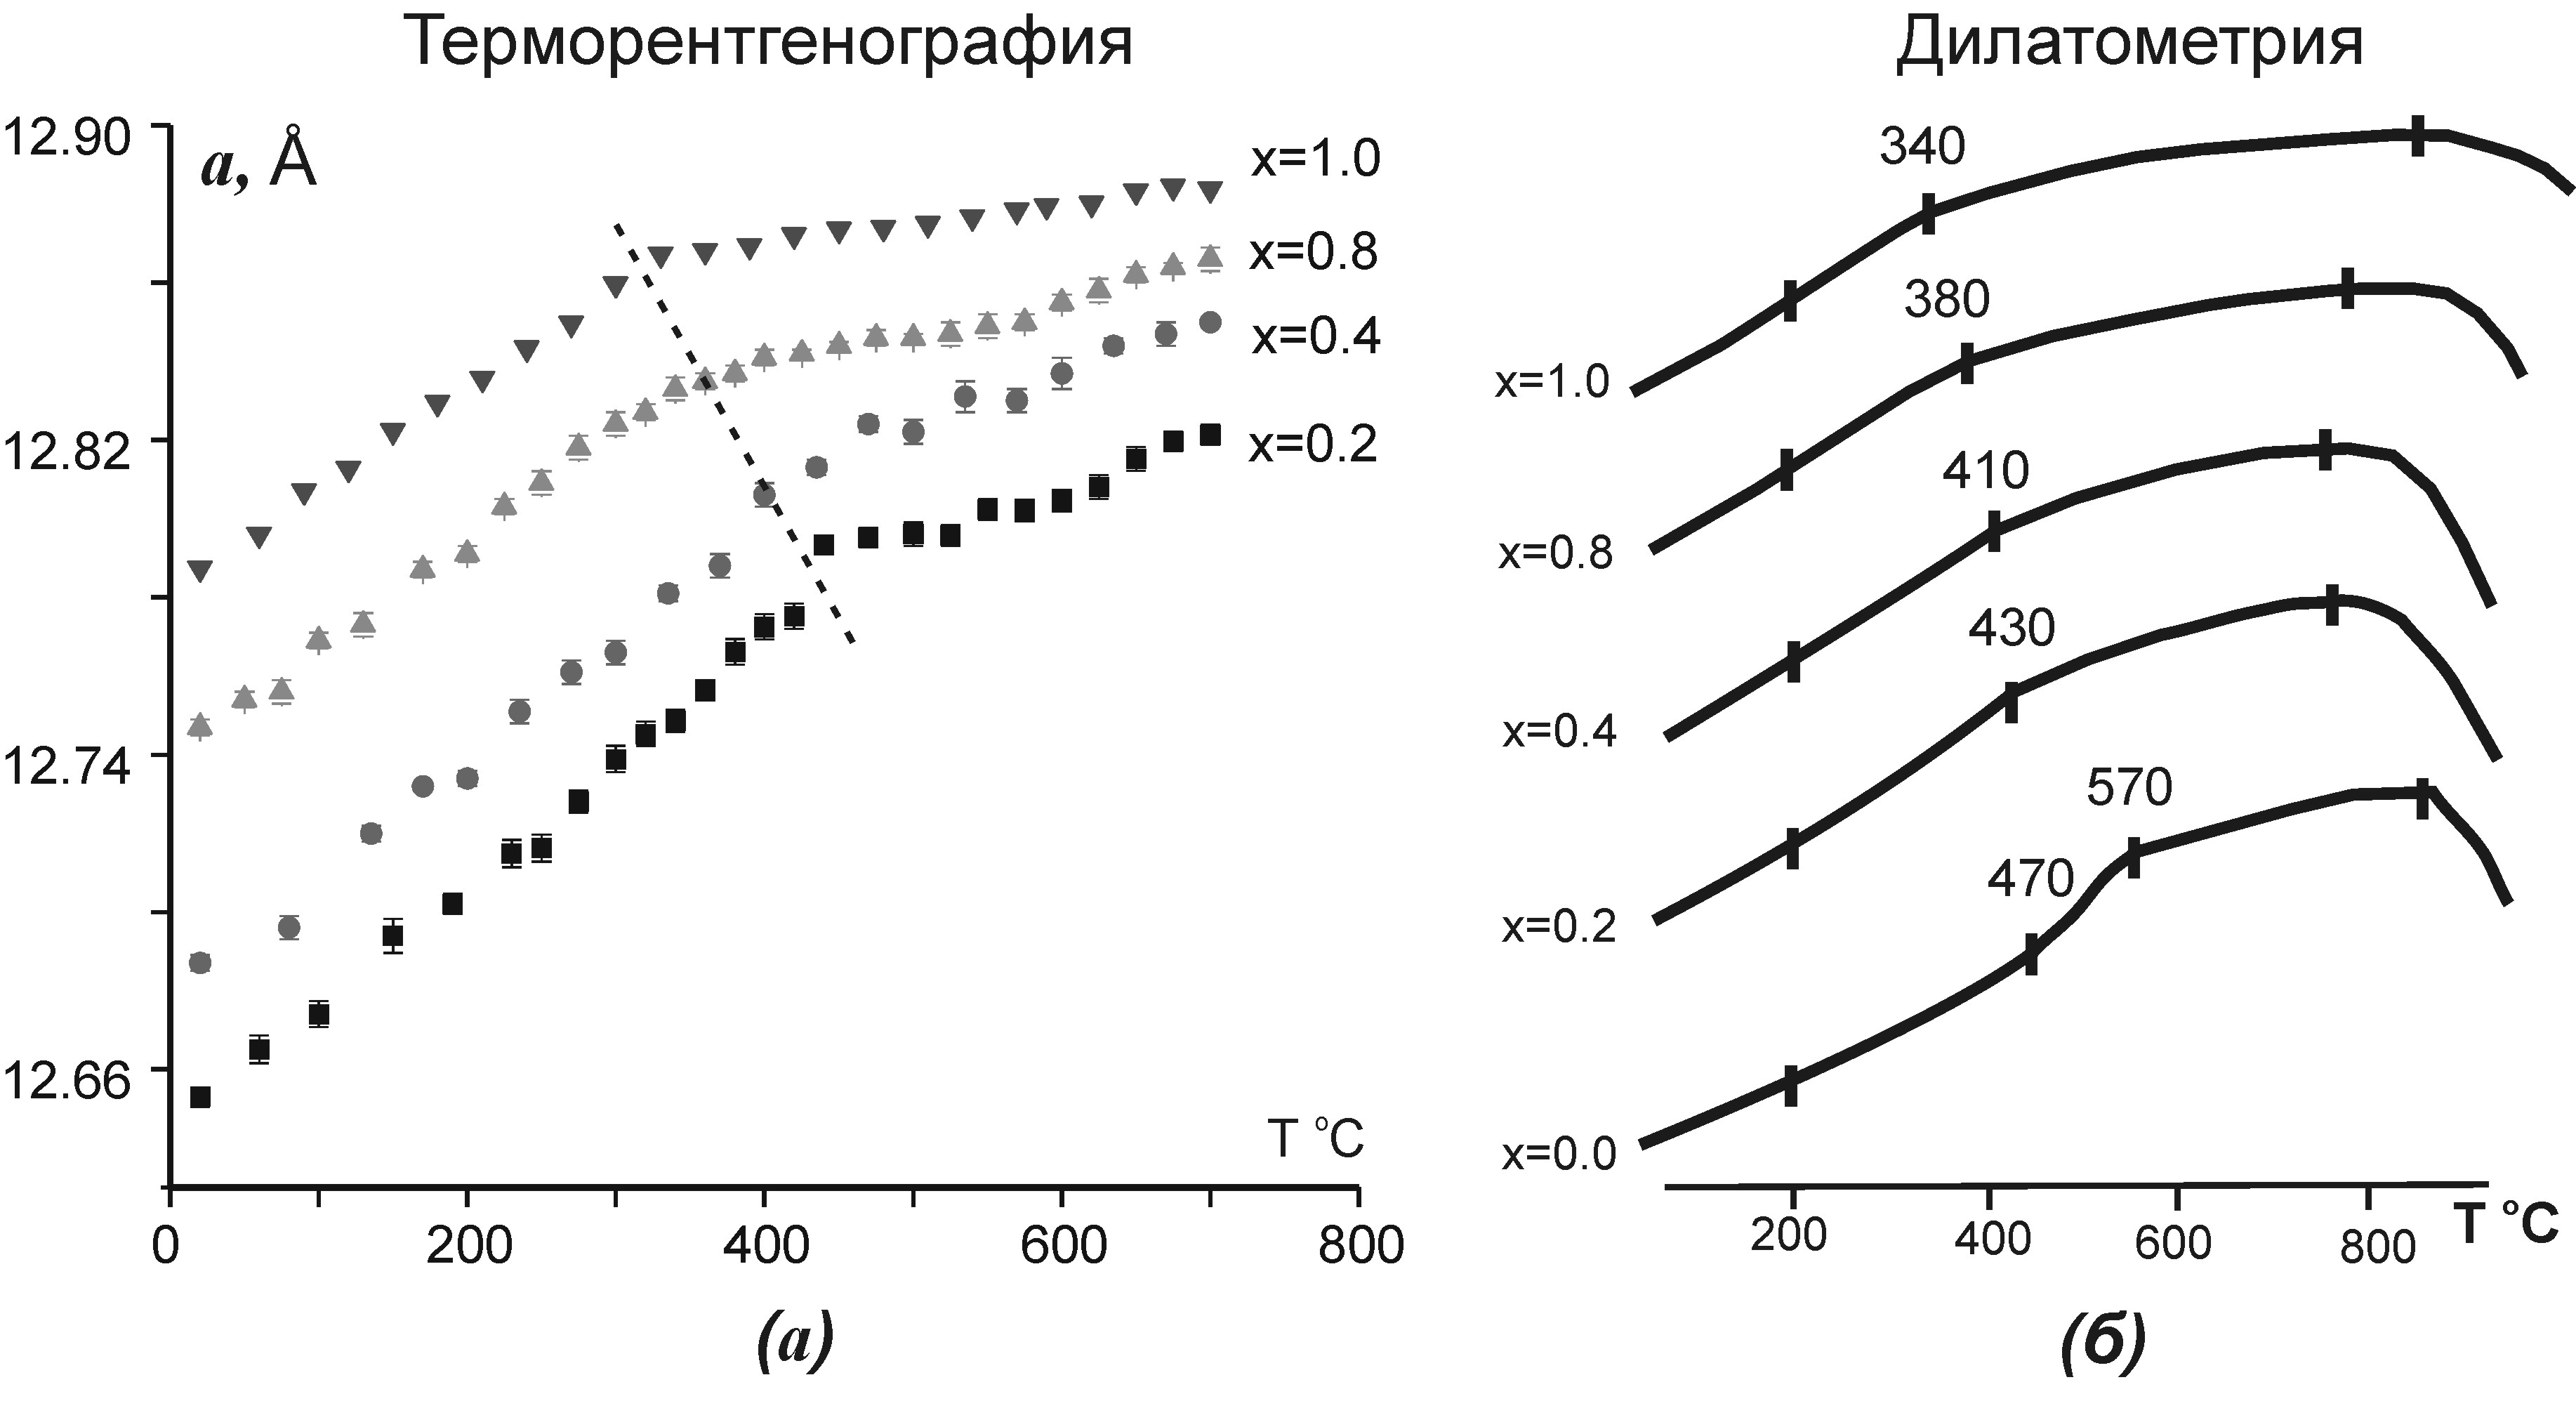 Терморентгенография
12.90
a, Å
x=1.0
x=0.8
x=0.4
12.82
x=0.2
12.74
12.66
T °C
0
200
400
600
800
(а)
Дилатометрия
340
x=1.0
380
x=0.8
410
x=0.4
430
x=0.2
570
470
x=0.0
200
400
600
800
T °C
(б)